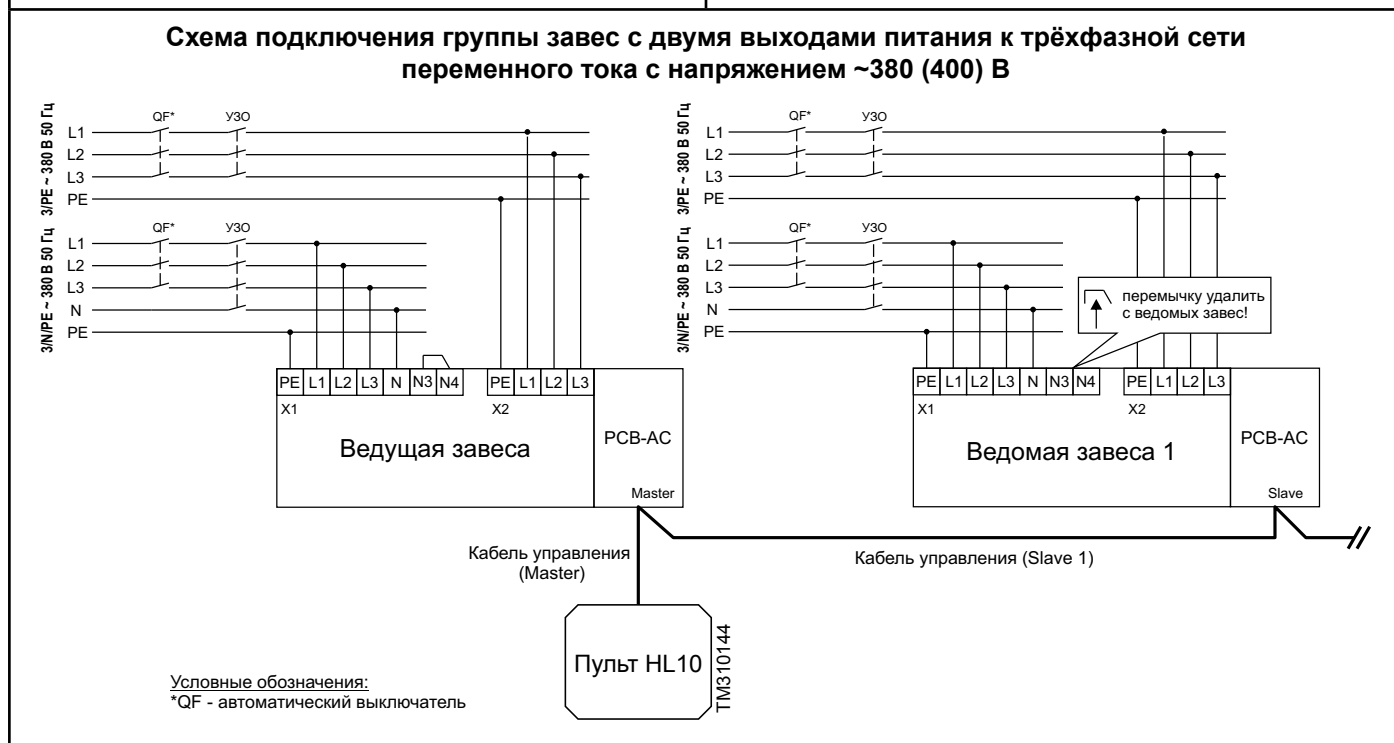 Схема подключения группы завес с двумя выходами питания к трёхфазной сети
переменного тока с напряжением ~380 (400) В
3/PE ~ 380 В 50 Гц
QF* УЗО
L1
L2
L3
PE
3/N/PE ~ 380 В 50 Гц
QF* УЗО
L1
L2
L3
N
PE
PE L1 L2 L3 N N3 N4 PE L1 L2 L3
X1 X2
Ведущая завеса
PCB-AC
Master
3/PE ~ 380 В 50 Гц
QF* УЗО
L1
L2
L3
PE
3/N/PE ~ 380 В 50 Гц
QF* УЗО
L1
L2
L3
N
PE
перемычку удалить
с ведомых завес!
PE L1 L2 L3 N N3 N4 PE L1 L2 L3
X1 X2
Ведомая завеса 1
PCB-AC
Slave
Кабель управления
(Master)
Кабель управления (Slave 1)
Пульт HL10
TM310144
Условные обозначения:
*QF - автоматический выключатель